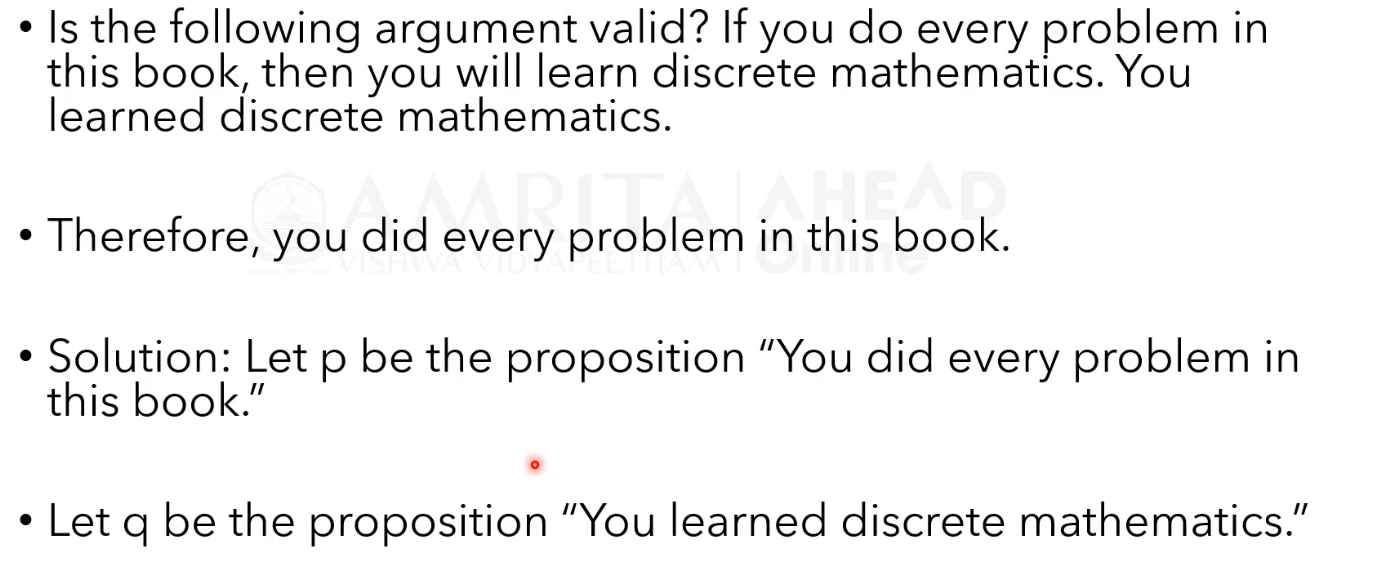 • Is the following argument valid? If you do every problem in
this book, then you will learn discrete mathematics. You
learned discrete mathematics.
AMRITA AHEAD
• Therefore, you did every problem in this book.
VISHWA VIDYAPEETHAM Online
• Solution: Let p be the proposition “You did every problem in
this book.”
• Let q be the proposition “You learned discrete mathematics.”